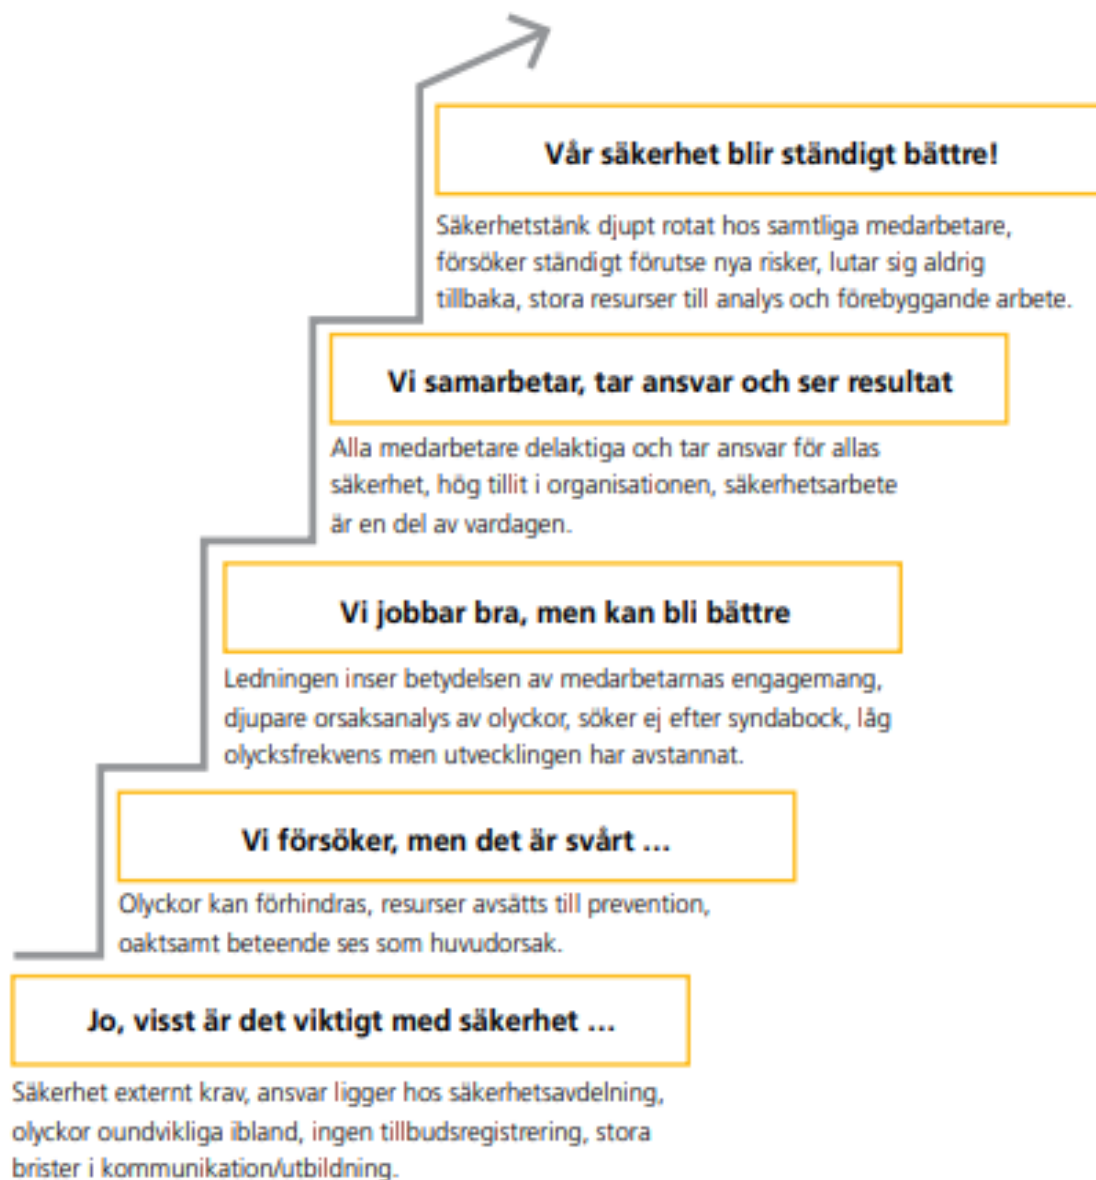 Vår säkerhet blir ständigt bättre!
Säkerhetstänk djupt rotat hos samtliga medarbetare,
försöker ständigt förutse nya risker, lutar sig aldrig
tillbaka, stora resurser till analys och förebyggande arbete.
Vi samarbetar, tar ansvar och ser resultat
Alla medarbetare delaktiga och tar ansvar för allas
säkerhet, hög tillit i organisationen, säkerhetsarbete
är en del av vardagen.
Vi jobbar bra, men kan bli bättre
Ledningen inser betydelsen av medarbetarnas engagemang,
djupare orsaksanalys av olyckor, söker ej efter syndabock, låg
olycksfrekvens men utvecklingen har avstannat.
Vi försöker, men det är svårt ...
Olyckor kan förhindras, resurser avsätts till prevention,
oaktsamt beteende ses som huvudorsak.
Jo, visst är det viktigt med säkerhet ...
Säkerhet externt krav, ansvar ligger hos säkerhetsavdelning,
olyckor oundvikliga ibland, ingen tillbudsregistrering, stora
brister i kommunikation/utbildning.